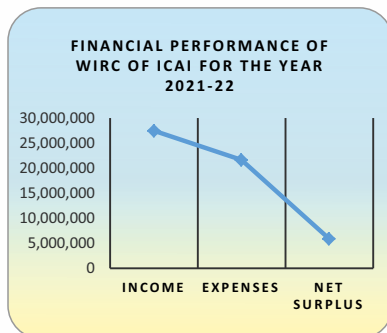 FINANCIAL PERFORMANCE OF
WIRC OF ICAI FOR THE YEAR
2021-22
30,000,000
25,000,000
20,000,000
15,000,000
10,000,000
5,000,000
0
INCOME EXPENSES NET
SURPLUS